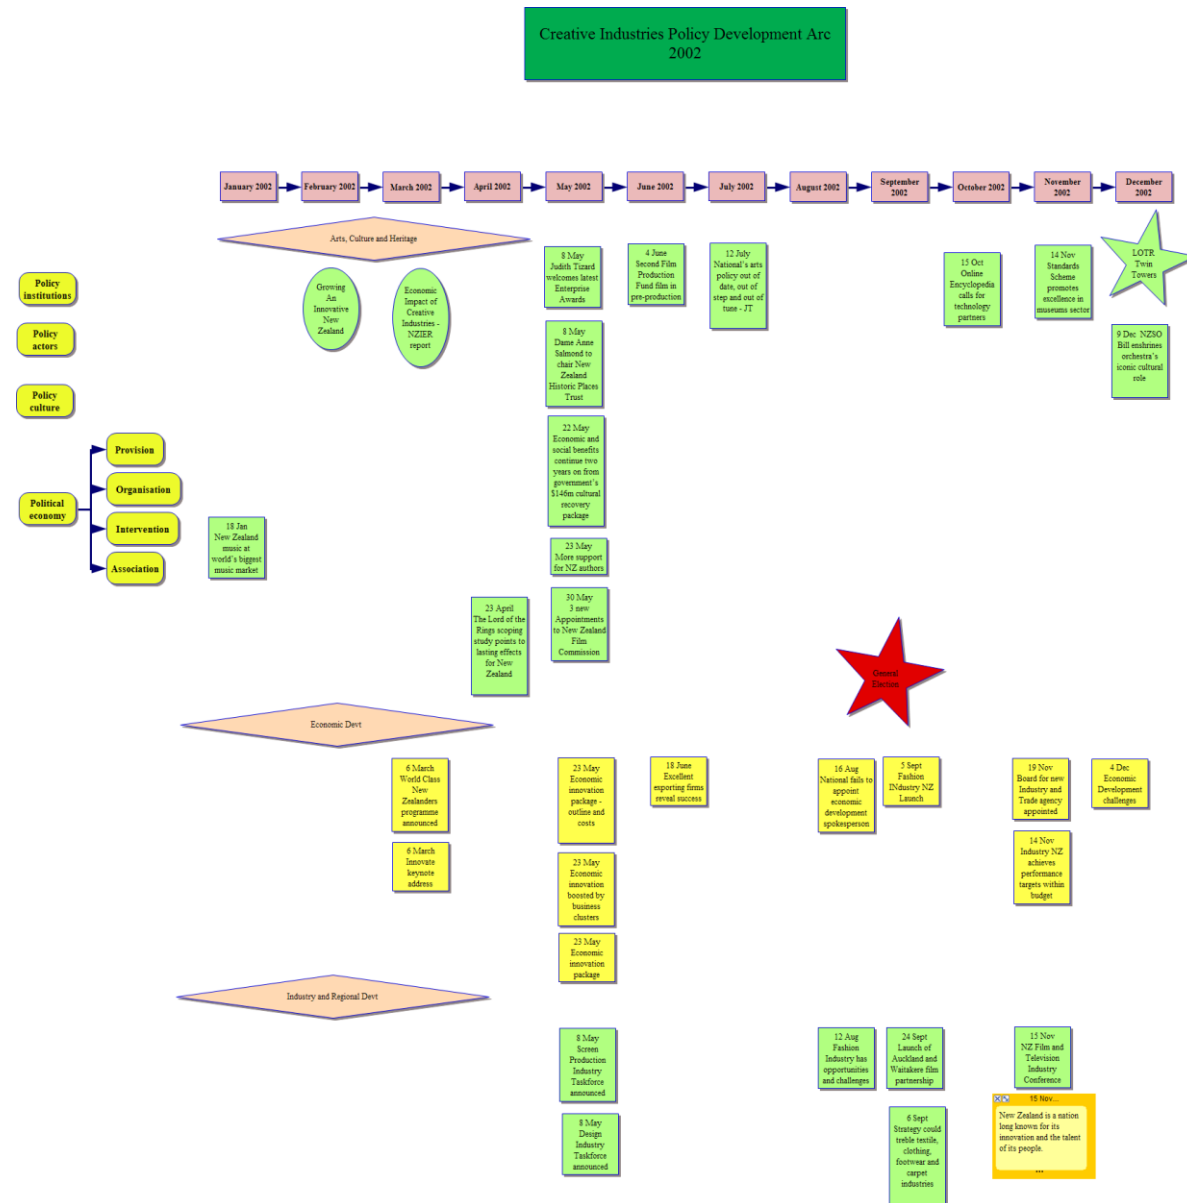 Creative Industries Policy Development Arc
2002
January 2002
February 2002
March 2002
April 2002
May 2002
June 2002
July 2002
August 2002
September
2002
October 2002
November
2002
December
2002
Arts, Culture and Heritage
Policy
institutions
Policy
actors
Policy
culture
Political
economy
Provision
Organisation
Intervention
Association
18 Jan
New Zealand
music at
world's biggest
music market
Growing
An
Innovative
New
Zealand
Economic
Impact of
Creative
Industries -
NZIER
report
23 April
The Lord of the
Rings scoping
study points to
lasting effects
for New
Zealand
8 May
Judith Tizard
welcomes latest
Enterprise
Awards
8 May
Dame Anne
Salmond to
chair New
Zealand
Historic Places
Trust
22 May
Economic and
social benefits
continue two
years on from
government's
$146m cultural
recovery
package
23 May
More support
for NZ authors
30 May
3 new
Appointments
to New Zealand
Film
Commission
4 June
Second Film
Production
Fund film in
pre-production
12 July
National's arts
policy out of
date, out of
step and out of
tune - JT
15 Oct
Online
Encyclopedia
calls for
technology
partners
14 Nov
Standards
Scheme
promotes
excellence in
museums sector
LOTR
Twin
Towers
9 Dec NZSO
Bill enshrines
orchestra's
iconic cultural
role
General
Election
Economic Devt
6 March
World Class
New
Zealanders
programme
announced
6 March
Innovate
keynote
address
23 May
Economic
innovation
package -
outline and
costs
23 May
Economic
innovation
boosted by
business
clusters
23 May
Economic
innovation
package
18 June
Excellent
exporting firms
reveal success
16 Aug
National fails to
appoint
economic
development
spokesperson
5 Sept
Fashion
INdustry NZ
Launch
19 Nov
Board for new
Industry and
Trade agency
appointed
14 Nov
Industry NZ
achieves
performance
targets within
budget
4 Dec
Economic
Development
challenges
Industry and Regional Devt
8 May
Screen
Production
Industry
Taskforce
announced
8 May
Design
Industry
Taskforce
announced
12 Aug
Fashion
Industry has
opportunities
and challenges
24 Sept
Launch of
Auckland and
Waitakere film
partnership
6 Sept
Strategy could
treble textile,
clothing,
footwear and
carpet
industries
15 Nov
NZ Film and
Television
Industry
Conference
15 Nov...
New Zealand is a nation
long known for its
innovation and the talent
of its people.